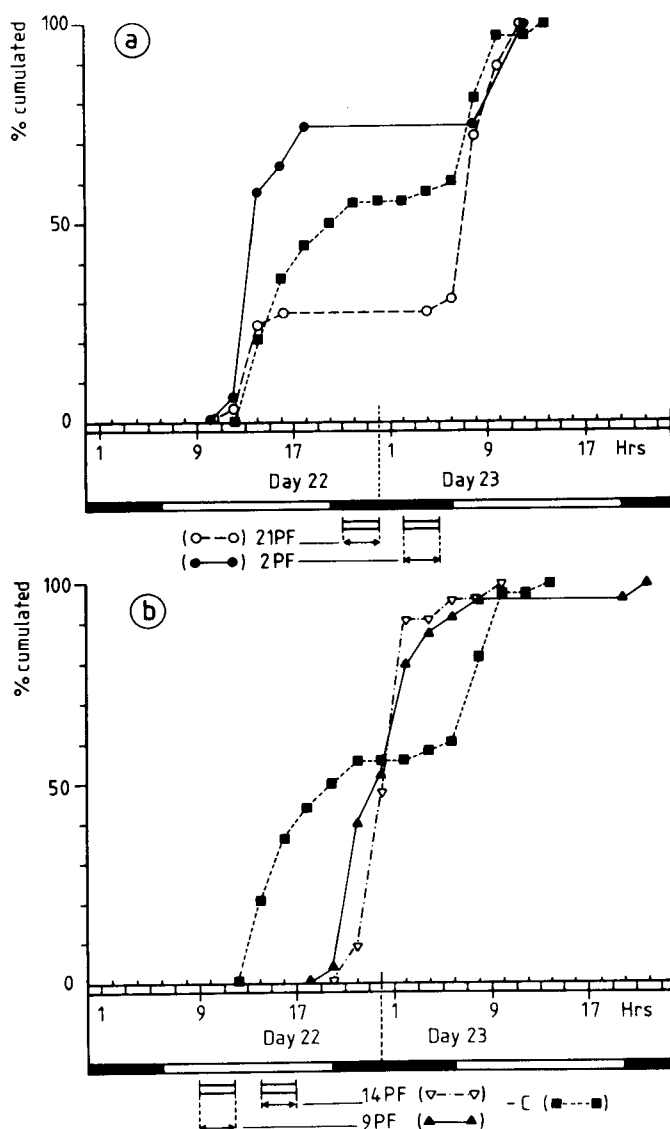 100
a
% cumulated
50
0
1 9 17 1 9 17 Hrs
Day 22 Day 23
(○--○) 21PF
(●—●) 2PF
100
b
% cumulated
50
0
1 9 17 1 9 17 Hrs
Day 22 Day 23
14PF (▽-·-▽) - C (■---■)
9PF (▲—▲)